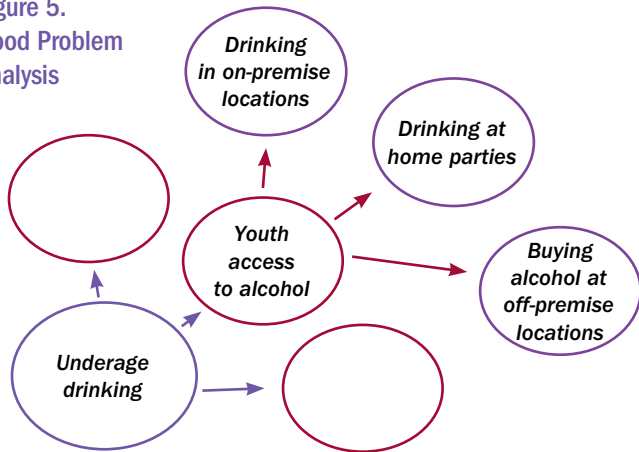 gure 5.
ood Problem
nalysis
Drinking
in on-premise
locations
Drinking at
home parties
Youth
access
to alcohol
Buying
alcohol at
off-premise
locations
Underage
drinking